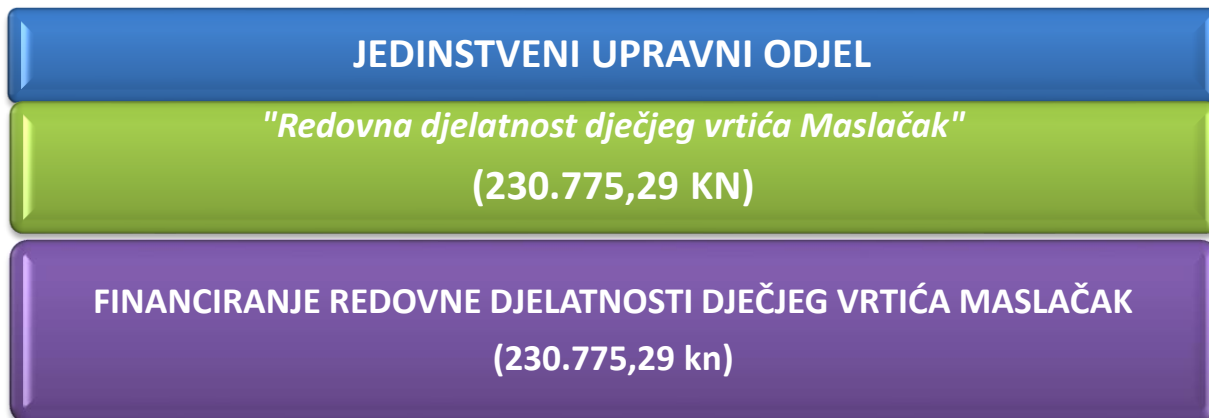 JEDINSTVENI UPRAVNI ODJEL
"Redovna djelatnost dječjeg vrtića Maslačak"
(230.775,29 KN)
FINANCIRANJE REDOVNE DJELATNOSTI DJEČJEG VRTIĆA MASLAČAK
(230.775,29 kn)